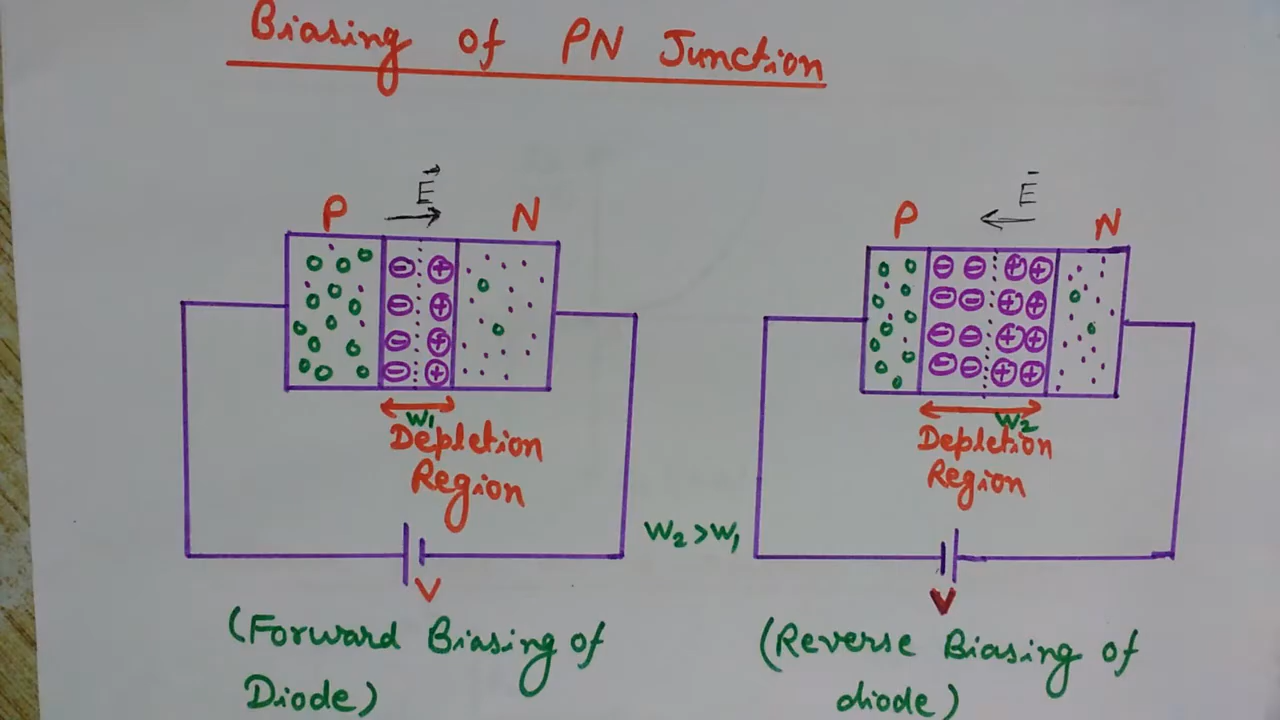 Biasing of PN Junction
P E N
W1
Depletion
Region
V
(Forward Biasing of
Diode)
W2 > W1
P E N
W2
Depletion
Region
V
(Reverse Biasing of
diode)